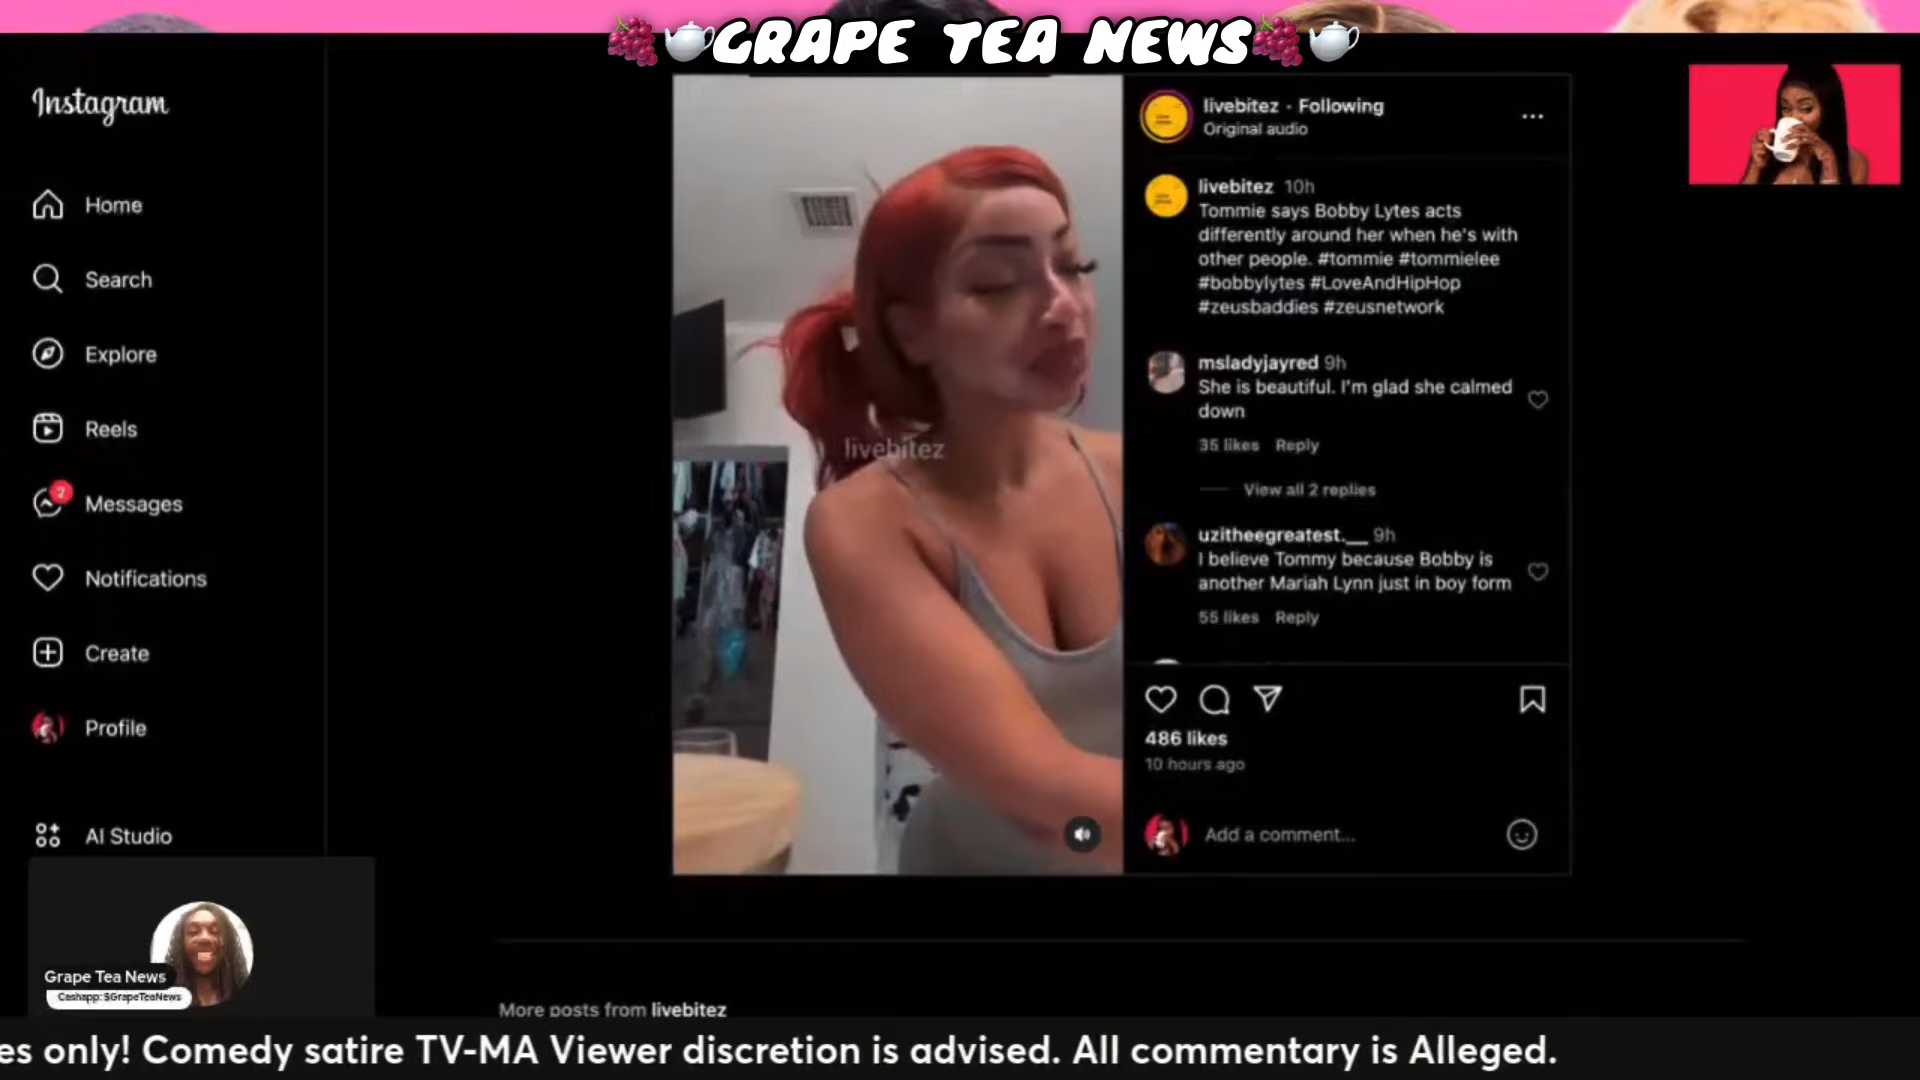 GRAPE TEA NEWS
Instagram
Home
Search
Explore
Reels
2
Messages
Notifications
Create
Profile
AI Studio
livebitez
livebitez • Following
Original audio
livebitez 10h
Tommie says Bobby Lytes acts
differently around her when he's with
other people. #tommie #tommielee
#bobbylytes #LoveAndHipHop
#zeusbaddies #zeusnetwork
msladyjayred 9h
She is beautiful. I'm glad she calmed
down
35 likes Reply
View all 2 replies
uzitheegreatest.__ 9h
I believe Tommy because Bobby is
another Mariah Lynn just in boy form
55 likes Reply
486 likes
10 hours ago
Add a comment...
Grape Tea News
Cashapp: $GrapeTeaNews
More posts from livebitez
es only! Comedy satire TV-MA Viewer discretion is advised. All commentary is Alleged.